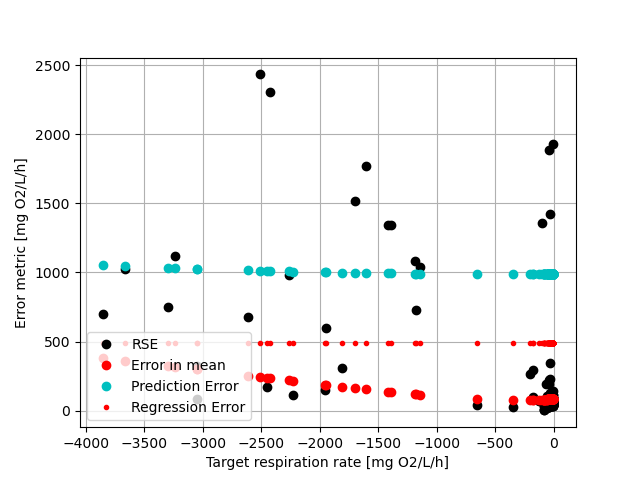 2500
2000
1500
1000
500
0
Error metric [mg O2/L/h]
RSE
Error in mean
Prediction Error
Regression Error
−4000 −3500 −3000 −2500 −2000 −1500 −1000 −500 0
Target respiration rate [mg O2/L/h]